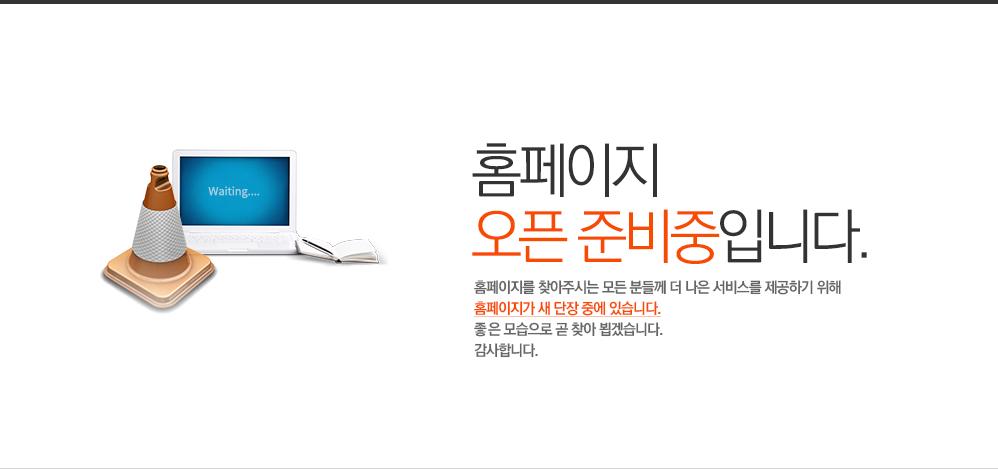 Waiting....
홈페이지
오픈 준비중입니다.
홈페이지를 찾아주시는 모든 분들께 더 나은 서비스를 제공하기 위해
홈페이지가 새 단장 중에 있습니다.
좋은 모습으로 곧 찾아 뵙겠습니다.
감사합니다.